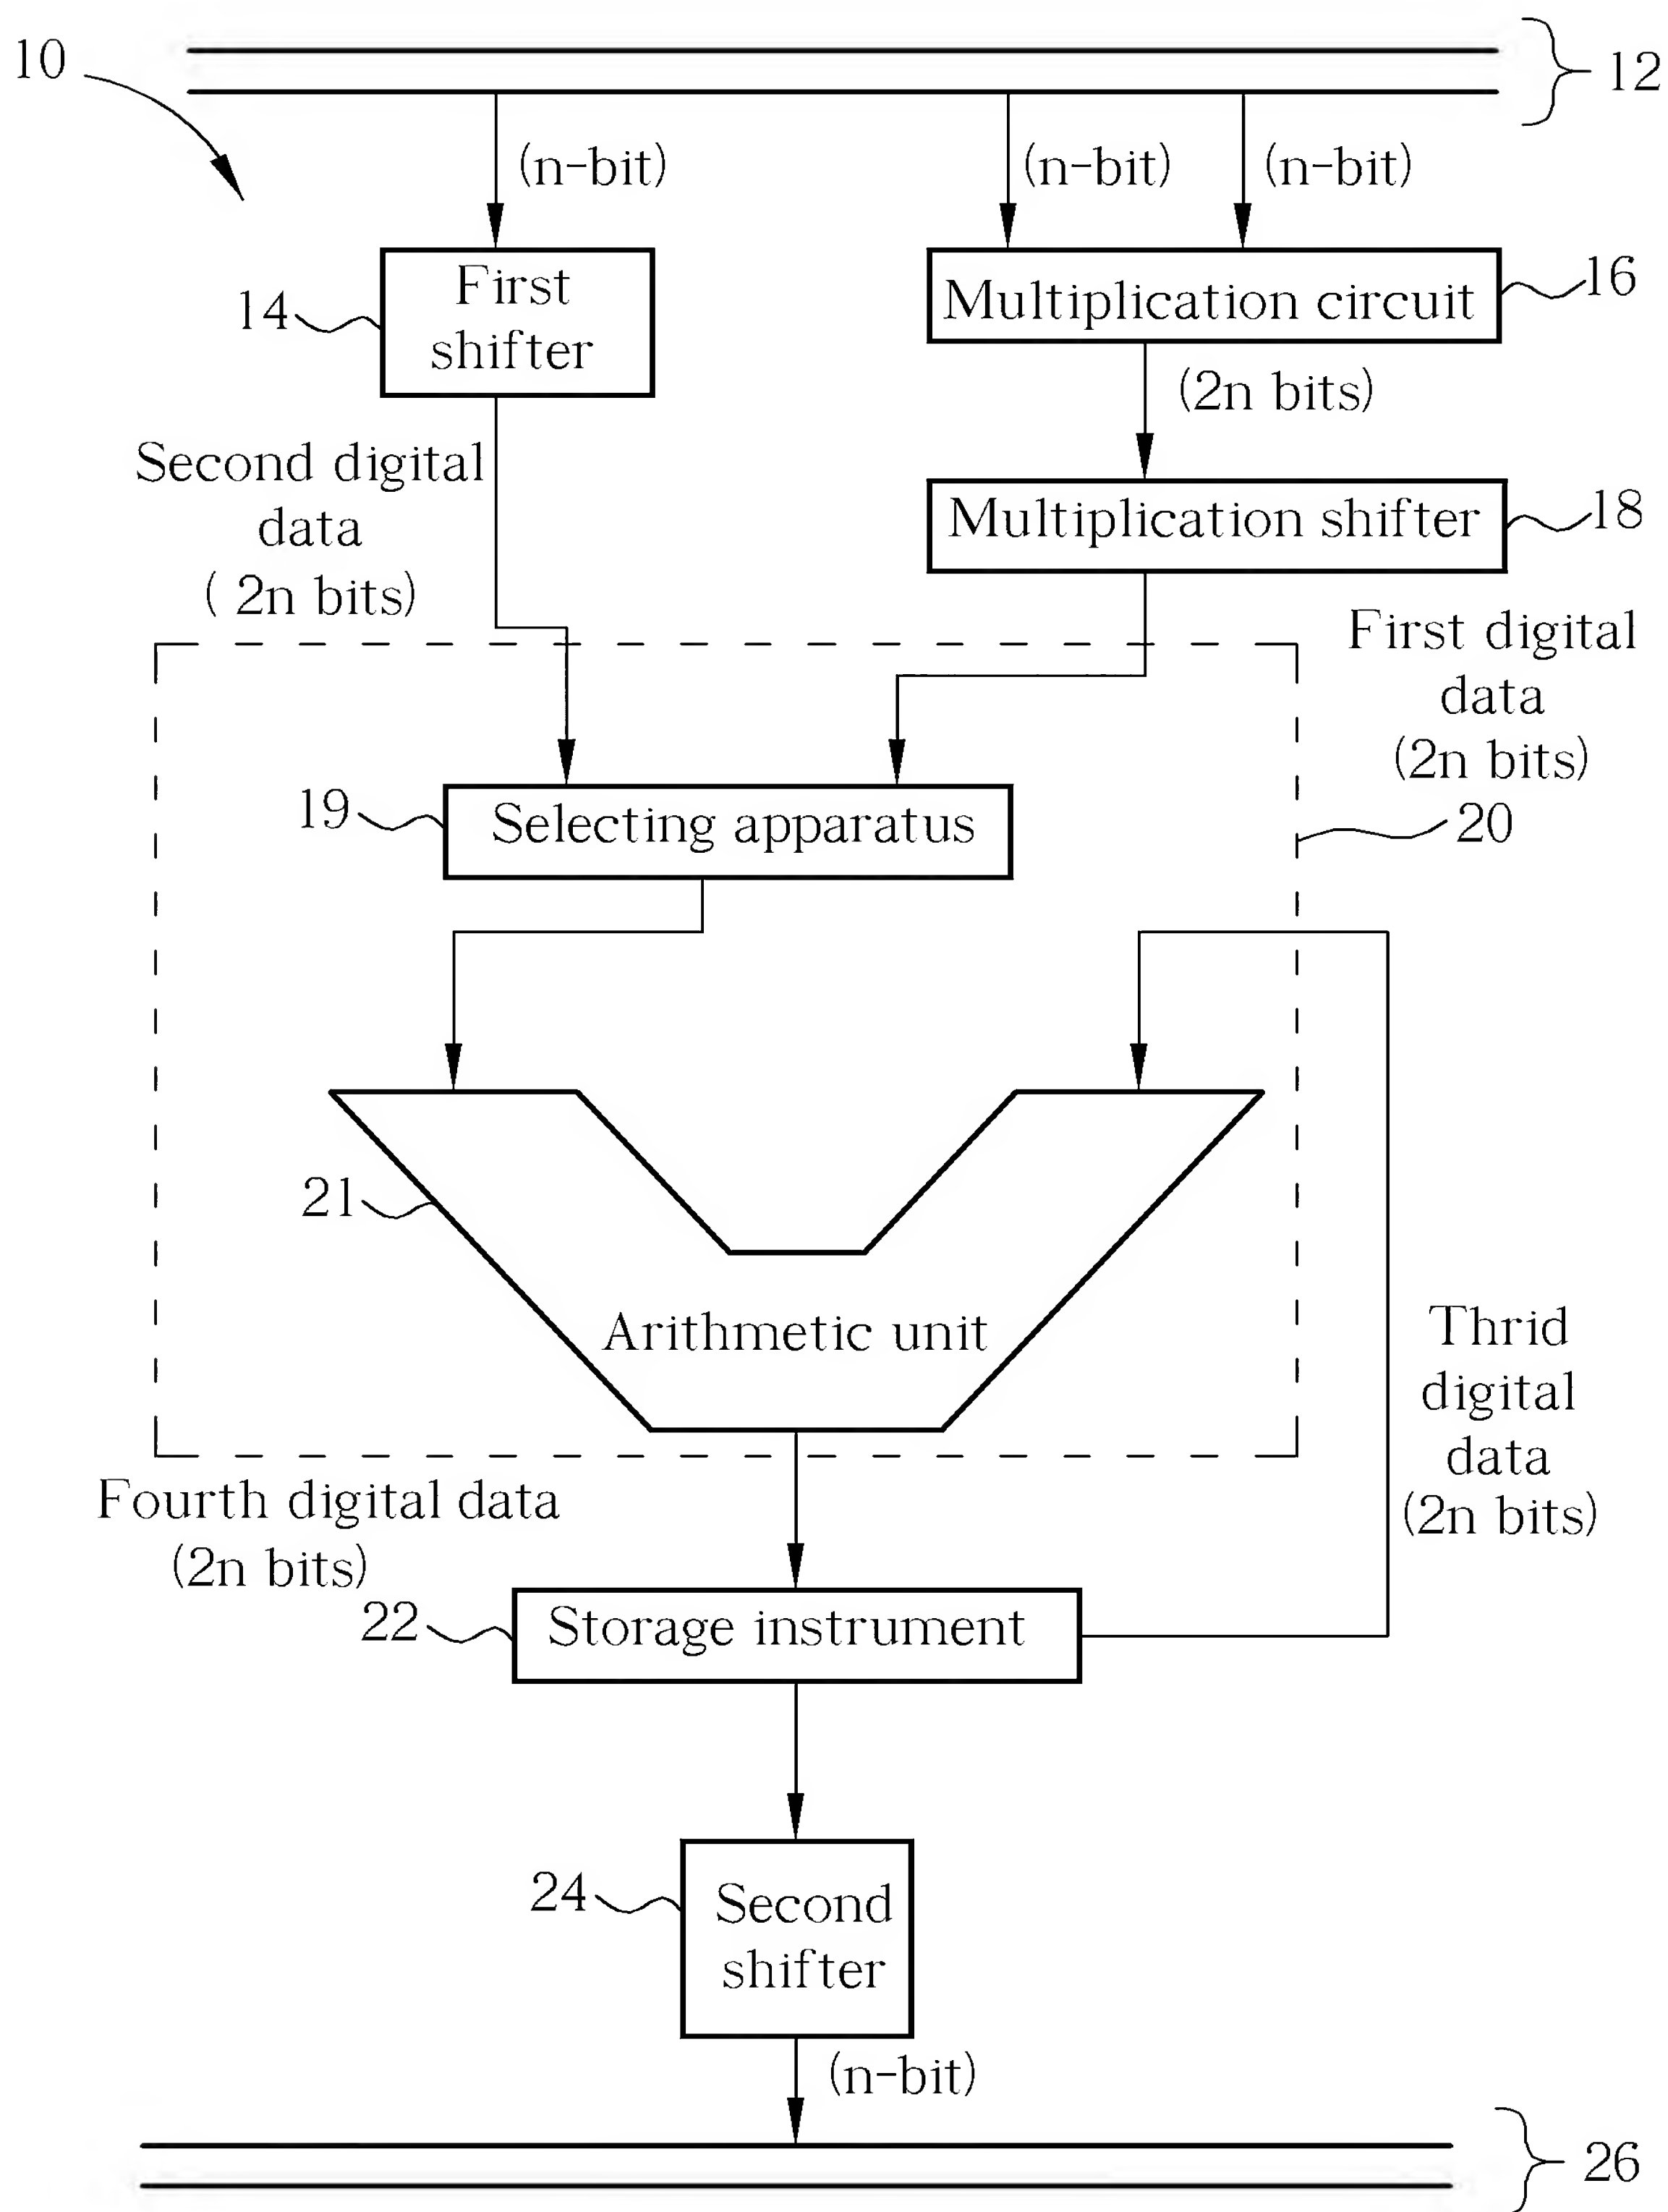 10
12
(n-bit)
(n-bit)
(n-bit)
14
First
shifter
Multiplication circuit
16
(2n bits)
Second digital
data
( 2n bits)
Multiplication shifter
18
First digital
data
(2n bits)
19
Selecting apparatus
20
21
Arithmetic unit
Thrid
digital
data
(2n bits)
Fourth digital data
(2n bits)
22
Storage instrument
24
Second
shifter
(n-bit)
26